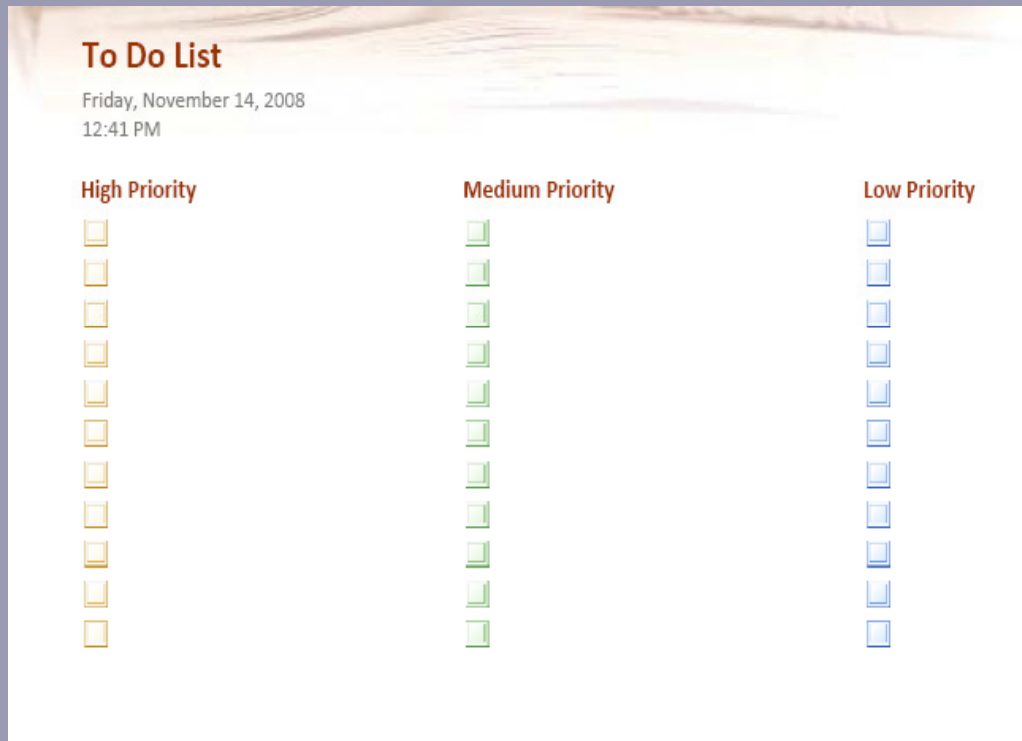 To Do List
Friday, November 14, 2008
12:41 PM
High Priority Medium Priority Low Priority